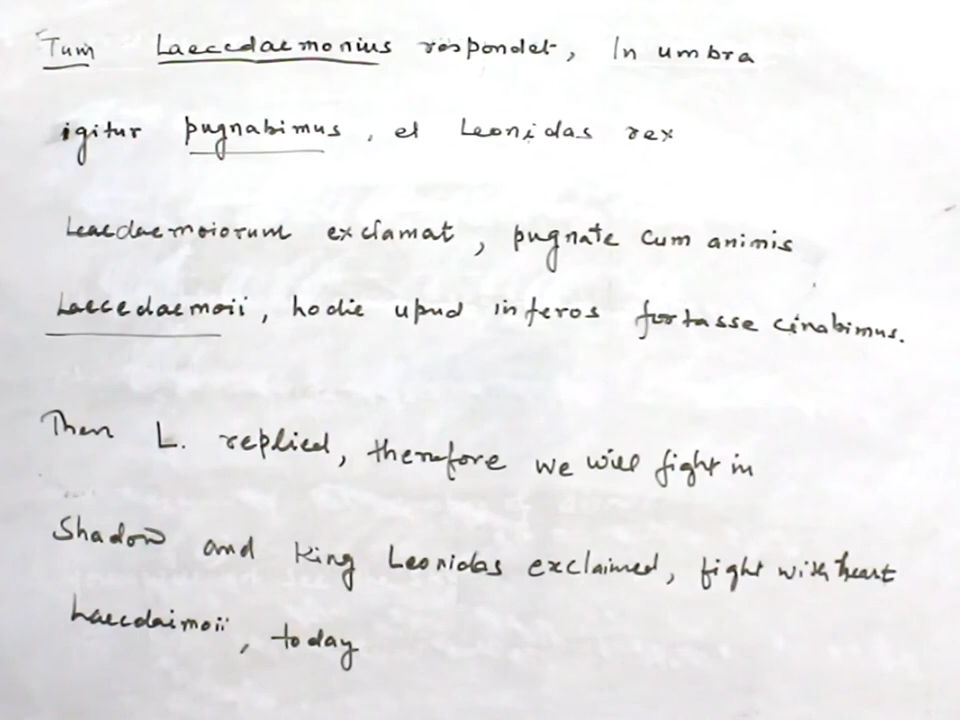 Tum Laecedaemonius respondet, In umbra
igitur pugnabimus, et Leonidas rex
Leacdaemoiorum exclamat, pugnate cum animis
Laecedaemoii, hodie upud inferos fortasse cinabimus.
Then L. replied, therefore we will fight in
Shadow and King Leonidas exclaimed, fight with heart
Laecdaimoii, today